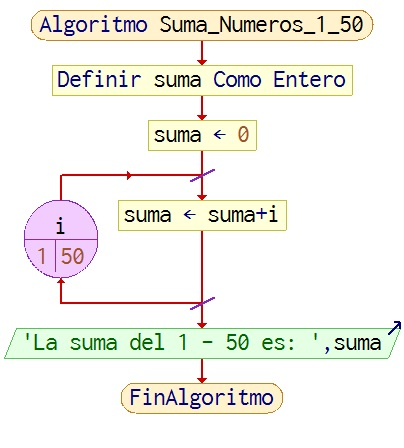 Algoritmo Suma_Numeros_1_50
Definir suma Como Entero
suma ← 0
i
1 50
suma ← suma+i
'La suma del 1 - 50 es: ',suma
FinAlgoritmo